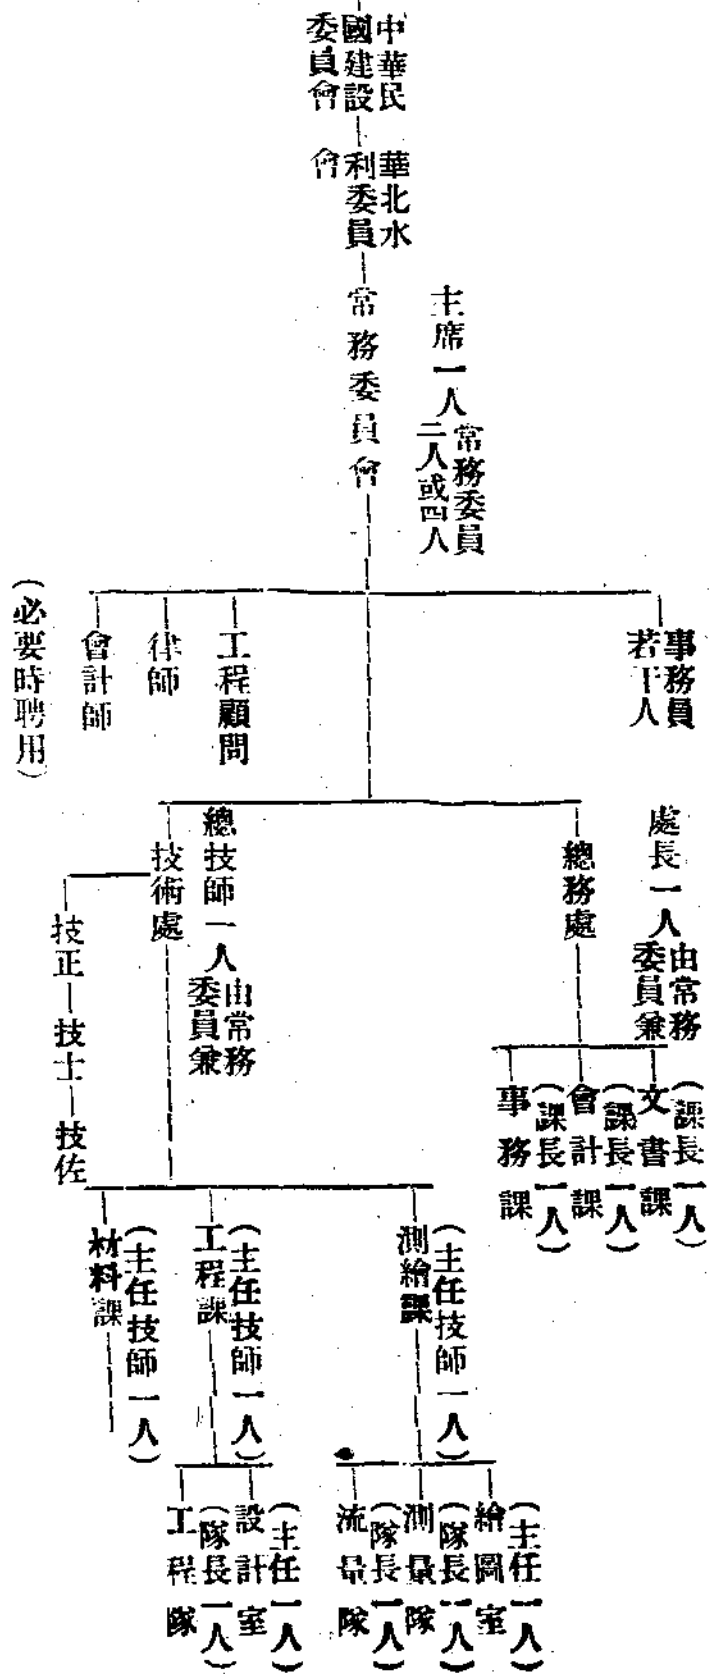 中華民
國建設
委員會
華北水
利委員
會
主席一人
常務委員
二人或四人
常務委員會
事務員
若干人
工程顧問
律師
會計師
(必要時聘用)
處長一人
由常務
委員兼
總務處
(課長一人)
文書課
(課長一人)
會計課
(課長一人)
事務課
總技師一人
由常務
委員兼
技術處
技正—技士—技佐
(主任技師一人)
測繪課
(主任技師一人)
工程課
(主任技師一人)
材料課
(主任一人)
繪圖室
(隊長一人)
測量隊
(隊長一人)
流量隊
(主任一人)
設計室
(隊長一人)
工程隊